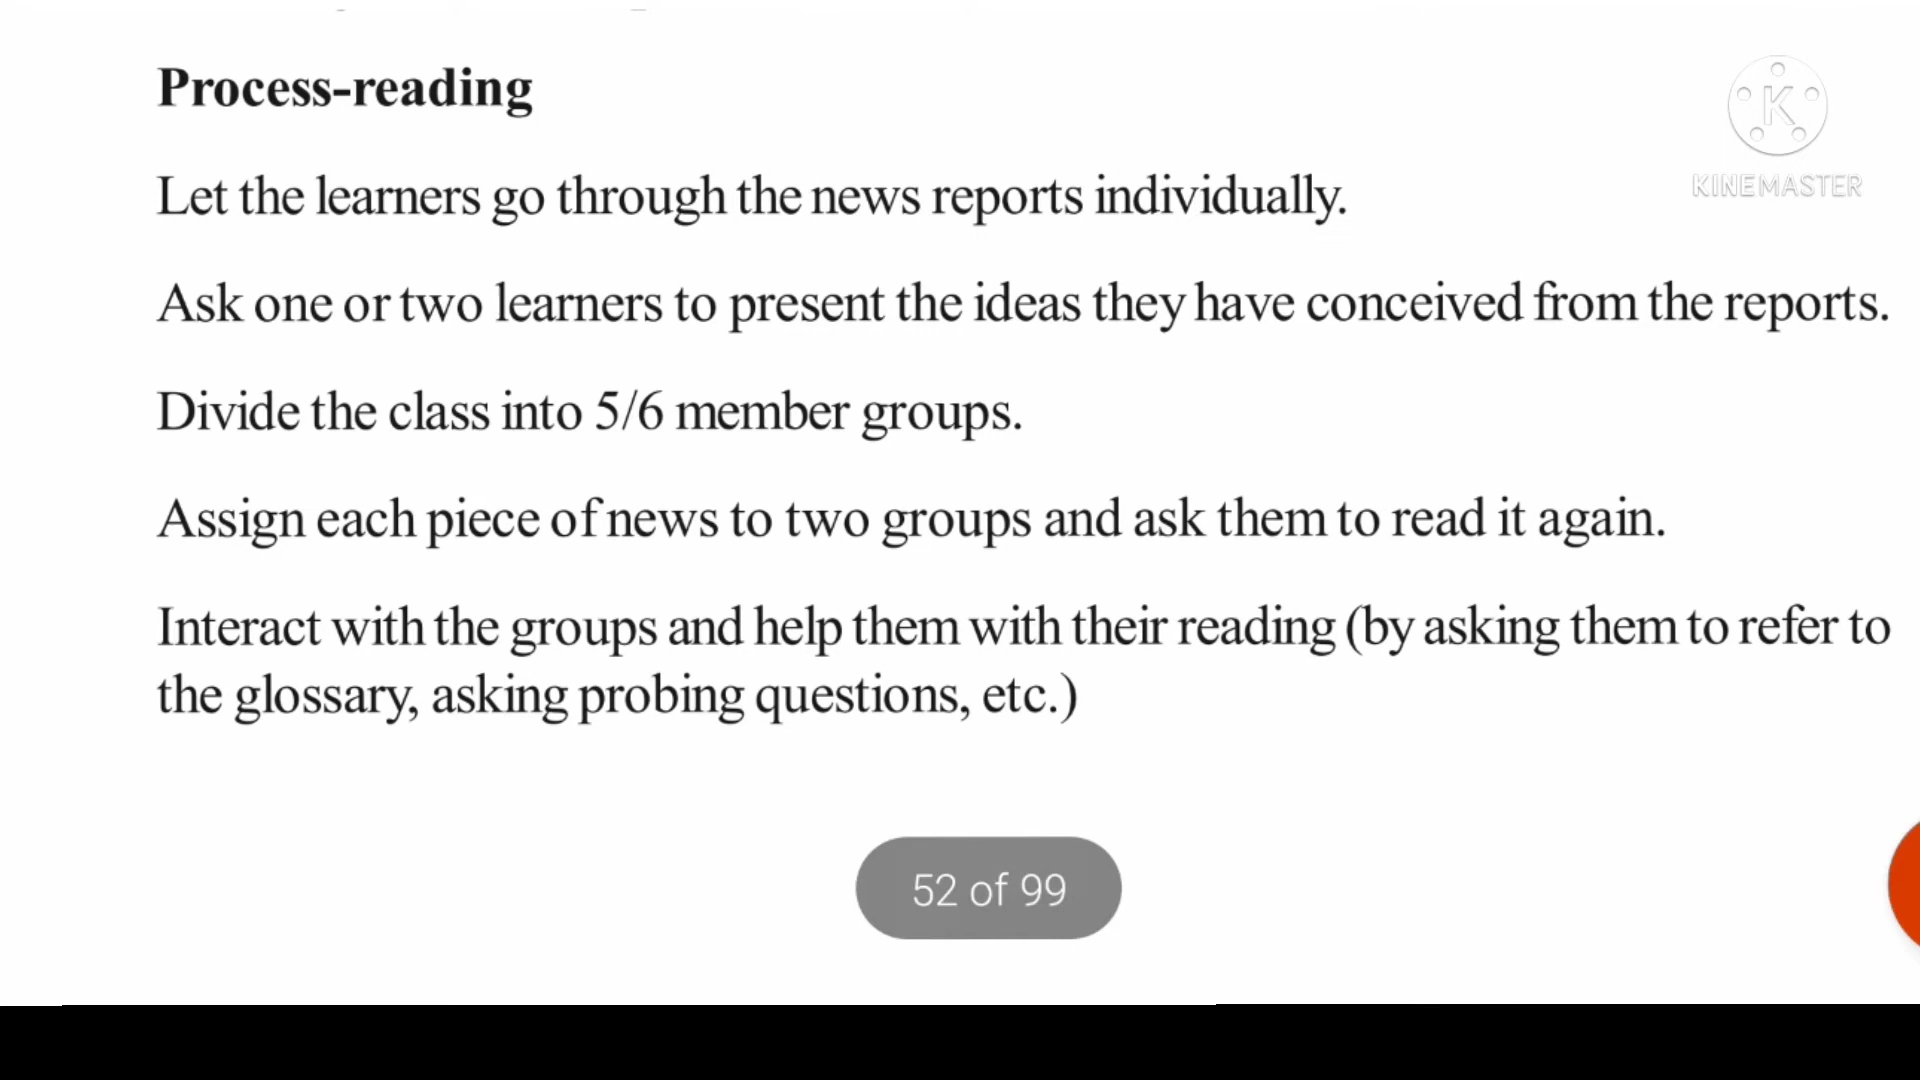 Process-reading
K
KINEMASTER
Let the learners go through the news reports individually.
Ask one or two learners to present the ideas they have conceived from the reports.
Divide the class into 5/6 member groups.
Assign each piece of news to two groups and ask them to read it again.
Interact with the groups and help them with their reading (by asking them to refer to
the glossary, asking probing questions, etc.)
52 of 99